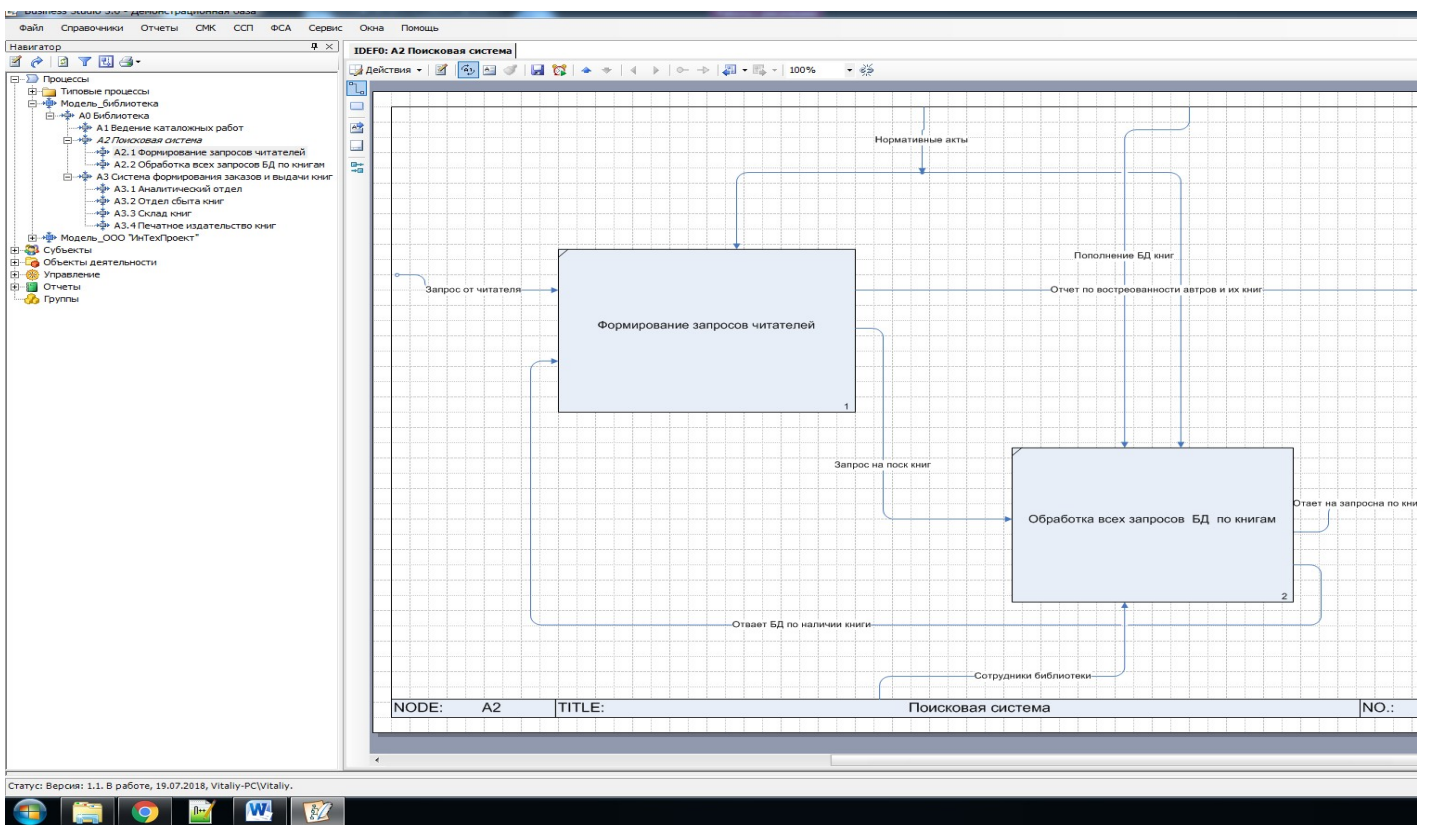 Business Studio 3.6 - Демонстрационная база
Файл Справочники Отчеты СМК ССП ФСА Сервис Окна Помощь
Навигатор
Процессы
Типовые процессы
Модель_библиотека
A0 Библиотека
A1 Ведение каталожных работ
A2 Поисковая система
A2.1 Формирование запросов читателей
A2.2 Обработка всех запросов БД по книгам
A3 Система формирования заказов и выдачи книг
A3.1 Аналитический отдел
A3.2 Отдел сбыта книг
A3.3 Склад книг
A3.4 Печатное издательство книг
Модель_ООО "ИнТехПроект"
Субъекты
Объекты деятельности
Управление
Отчеты
Группы
IDEF0: A2 Поисковая система
Действия
100%
Нормативные акты
Пополнение БД книг
Запрос от читателя
Отчет по востреованности автров и их книг
Формирование запросов читателей
1
Запрос на поск книг
Отает на запросна по кни
Обработка всех запросов БД по книгам
2
Отвает БД по наличии книги
Сотрудники библиотеки
NODE: A2 TITLE: Поисковая система NO.:
Статус: Версия: 1.1. В работе, 19.07.2018, Vitaliy-PC\Vitaliy.